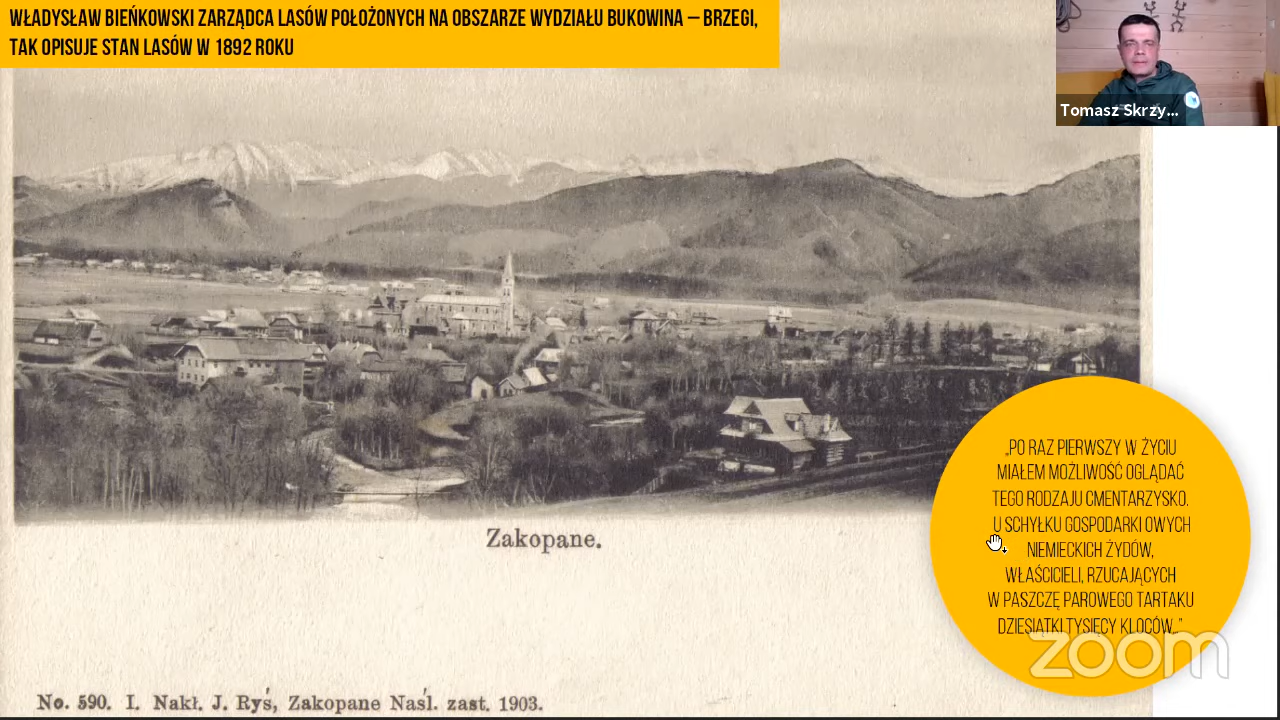 WŁADYSŁAW BIEŃKOWSKI ZARZĄDCA LASÓW POŁOŻONYCH NA OBSZARZE WYDZIAŁU BUKOWINA – BRZEGI,
TAK OPISUJE STAN LASÓW W 1892 ROKU
Tomasz Skrzy...
„PO RAZ PIERWSZY W ŻYCIU
MIAŁEM MOŻLIWOŚĆ OGLĄDAĆ
TEGO RODZAJU CMENTARZYSKO.
U SCHYŁKU GOSPODARKI OWYCH
NIEMIECKICH ŻYDÓW,
WŁAŚCICIELI, RZUCAJĄCYCH
W PASZCZĘ PAROWEGO TARTAKU
DZIESIĄTKI TYSIĘCY KLOCÓW..."
zoom
Zakopane.
No. 590. I. Nakł. J. Ryś, Zakopane Naśl. zast. 1903.